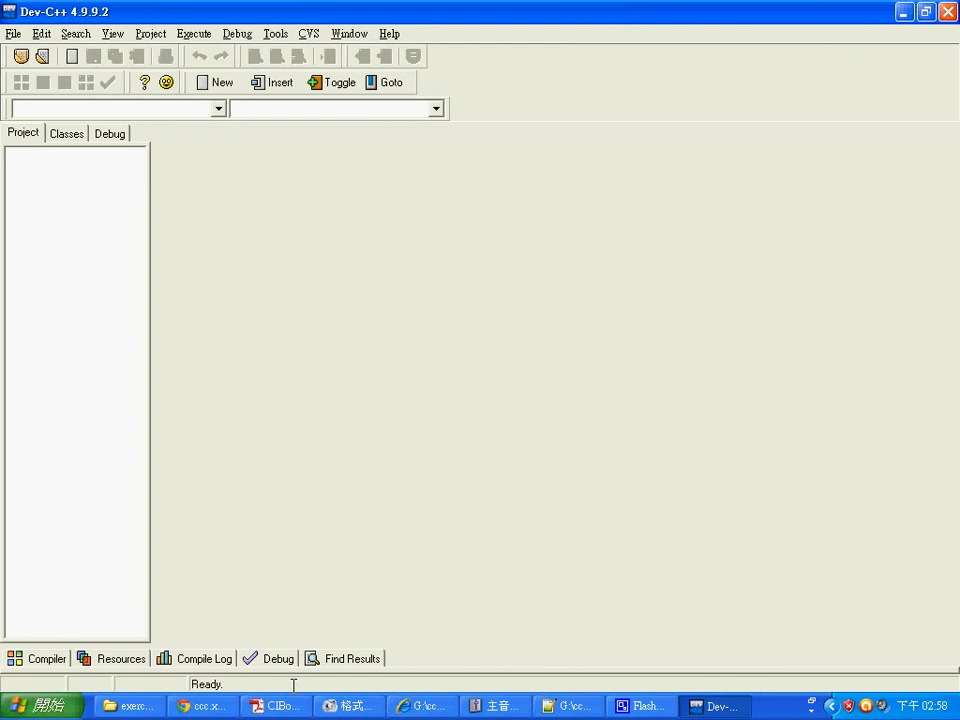 Dev-C++ 4.9.9.2
File Edit Search View Project Execute Debug Tools CVS Window Help
New Insert Toggle Goto
Project Classes Debug
Compiler Resources Compile Log Debug Find Results
Ready.
開始 exerc... ccc.x... ClBo... 格式... G:\cc... 主音... G:\cc... Flash... Dev-... 下午 02:58